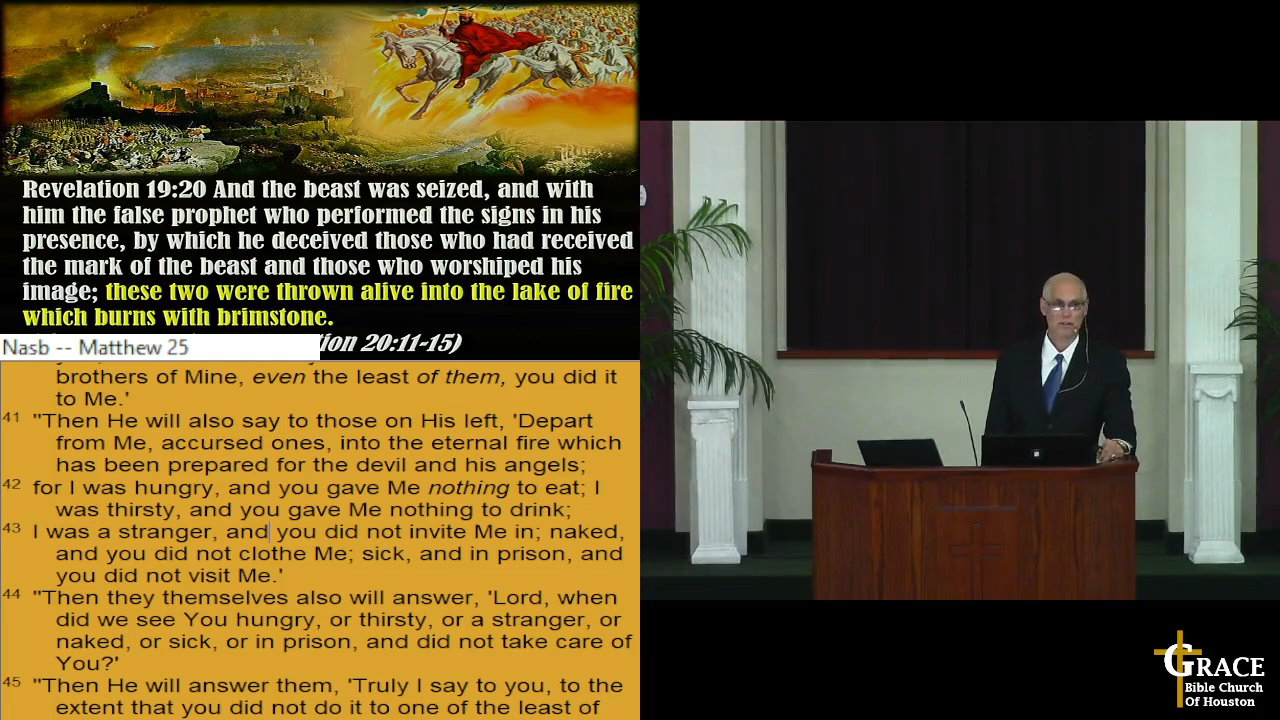 Revelation 19:20 And the beast was seized, and with
him the false prophet who performed the signs in his
presence, by which he deceived those who had received
the mark of the beast and those who worshiped his
image; these two were thrown alive into the lake of fire
which burns with brimstone.
20:11-15)
Nasb -- Matthew 25
brothers of Mine, even the least of them, you did it
to Me.'
41 "Then He will also say to those on His left, 'Depart
from Me, accursed ones, into the eternal fire which
has been prepared for the devil and his angels;
42 for I was hungry, and you gave Me nothing to eat; I
was thirsty, and you gave Me nothing to drink;
43 I was a stranger, and you did not invite Me in; naked,
and you did not clothe Me; sick, and in prison, and
you did not visit Me.'
44 "Then they themselves also will answer, 'Lord, when
did we see You hungry, or thirsty, or a stranger, or
naked, or sick, or in prison, and did not take care of
You?'
45 "Then He will answer them, 'Truly I say to you, to the
extent that you did not do it to one of the least of
GRACE
Bible Church
Of Houston